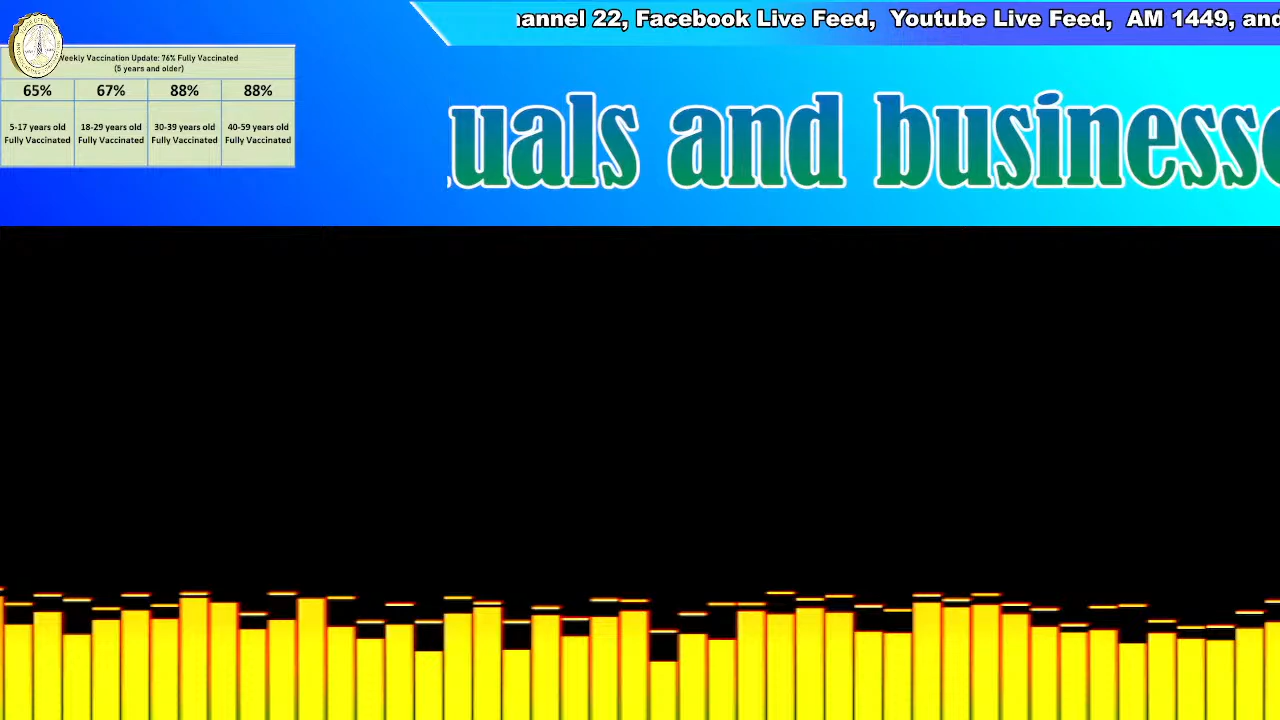 annel 22, Facebook Live Feed, Youtube Live Feed, AM 1449, and
Weekly Vaccination Update: 76% Fully Vaccinated
(5 years and older)
65% 67% 88% 88%
5-17 years old 18-29 years old 30-39 years old 40-59 years old
Fully Vaccinated Fully Vaccinated Fully Vaccinated Fully Vaccinated
uals and businesse